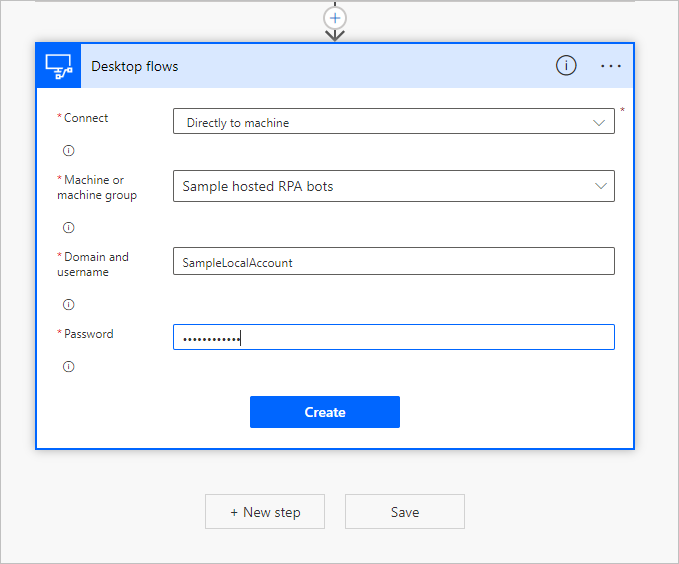 Desktop flows
* Connect
Directly to machine
*
* Machine or
machine group
Sample hosted RPA bots
* Domain and
username
SampleLocalAccount
* Password
••••••••••••
Create
+ New step
Save